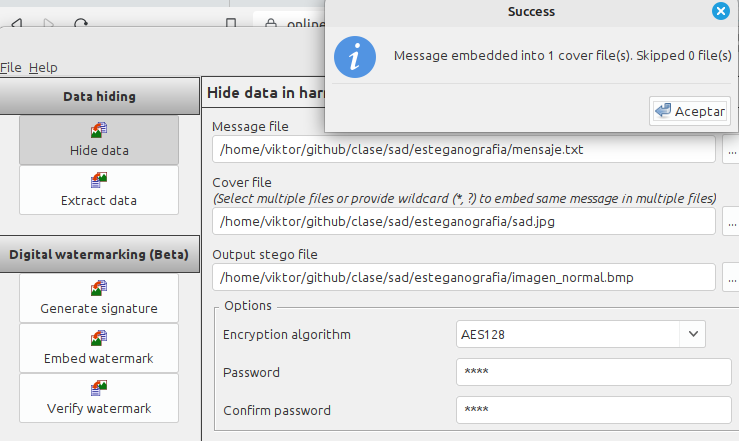 online
Success
Message embedded into 1 cover file(s). Skipped 0 file(s)
Aceptar
File Help
Data hiding
Hide data
Extract data
Digital watermarking (Beta)
Generate signature
Embed watermark
Verify watermark
Hide data in har
Message file
/home/viktor/github/clase/sad/esteganografia/mensaje.txt
...
Cover file
(Select multiple files or provide wildcard (*, ?) to embed same message in multiple files)
/home/viktor/github/clase/sad/esteganografia/sad.jpg
...
Output stego file
/home/viktor/github/clase/sad/esteganografia/imagen_normal.bmp
...
Options
Encryption algorithm
AES128
Password
****
Confirm password
****